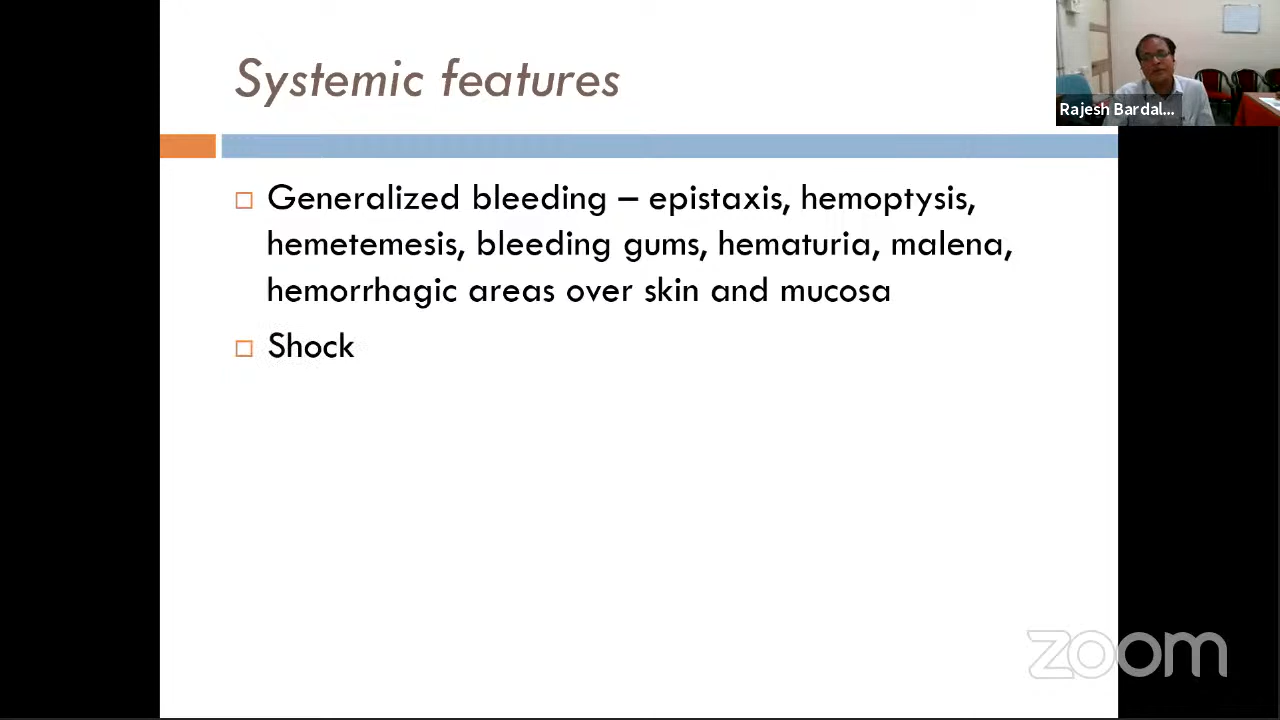 Systemic features
Rajesh Bardal...
Generalized bleeding – epistaxis, hemoptysis,
hemetemesis, bleeding gums, hematuria, malena,
hemorrhagic areas over skin and mucosa
Shock
zoom